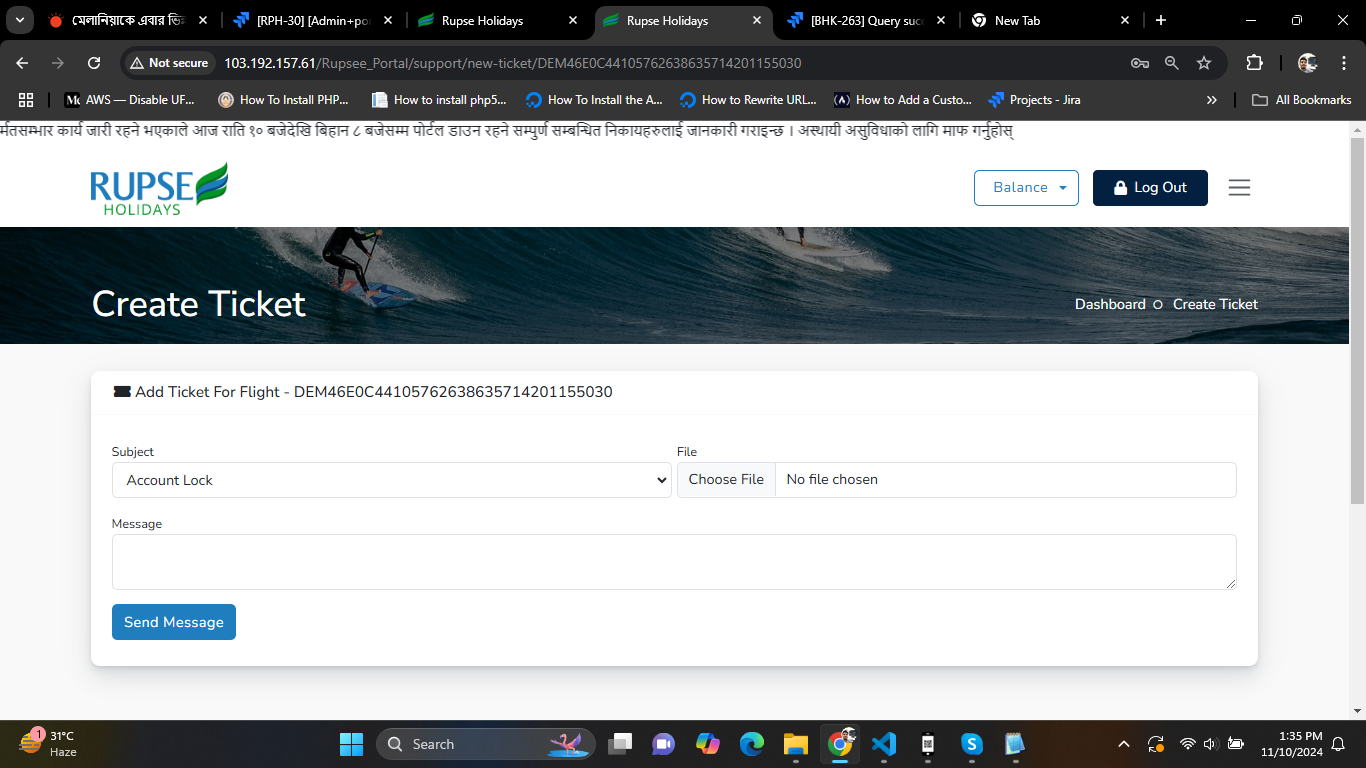 মেলানিয়াকে এবার ডিন
[RPH-30] [Admin+por
Rupse Holidays
Rupse Holidays
[BHK-263] Query suc
New Tab
Not secure
103.192.157.61/Rupsee_Portal/support/new-ticket/DEM46E0C44105762638635714201155030
AWS — Disable UF...
How To Install PHP...
How to install php5...
How To Install the A...
How to Rewrite URL...
How to Add a Custo...
Projects - Jira
»
All Bookmarks
र्मतसम्भार कार्य जारी रहने भएकाले आज राति १० बजेदेखि बिहान ८ बजेसम्म पोर्टल डाउन रहने सम्पुर्ण सम्बन्धित निकायहरुलाई जानकारी गराइन्छ । अस्थायी असुविधाको लागि माफ गर्नुहोस्
RUPSE
HOLIDAYS
Balance
Log Out
Create Ticket
Dashboard Create Ticket
Add Ticket For Flight - DEM46E0C44105762638635714201155030
Subject
File
Account Lock
Choose File No file chosen
Message
Send Message
1
31°C
Haze
Search
1:35 PM
11/10/2024